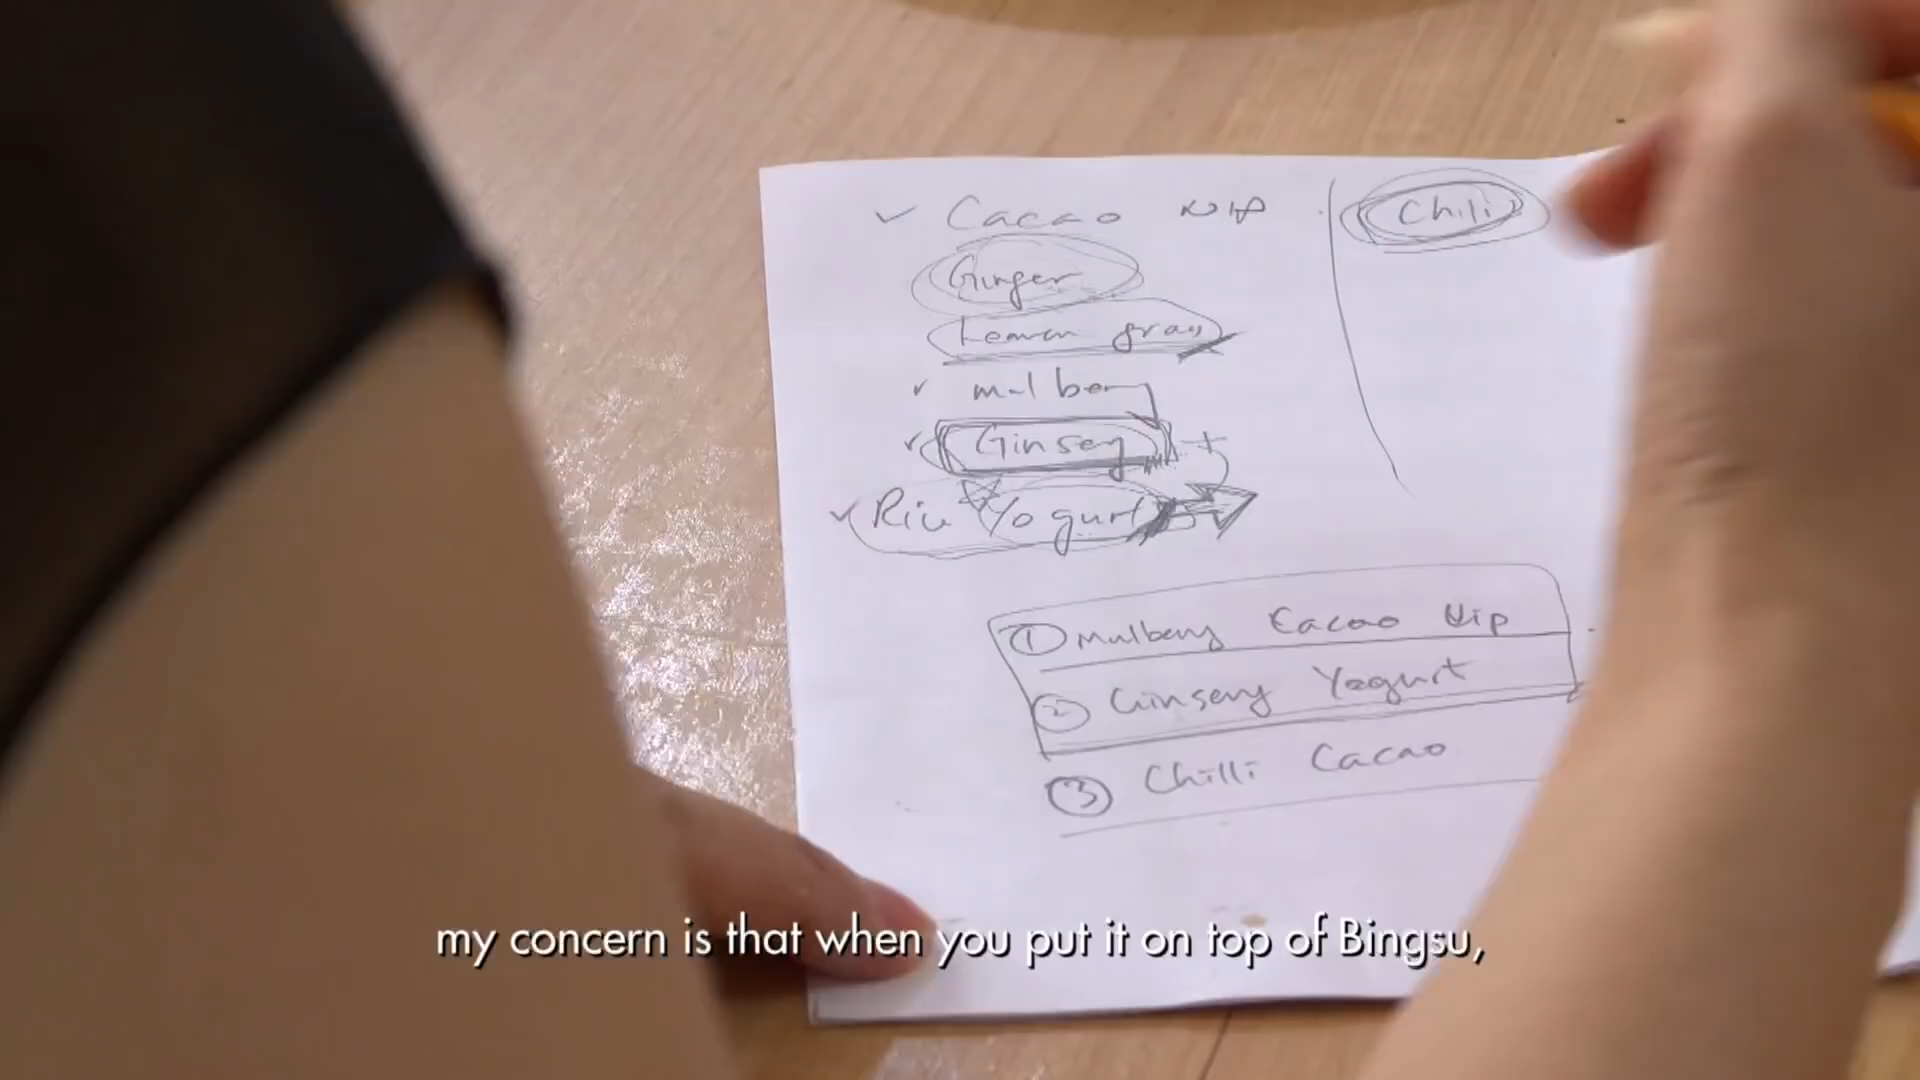 ✓ Cacao Nip
Chili
Ginger
Lemon grass
✓ mulberry
✓ Ginseng +
✓ Rice Yogurt
① Mulberry Cacao Nip
② Ginseng Yogurt
③ Chilli Cacao
my concern is that when you put it on top of Bingsu,